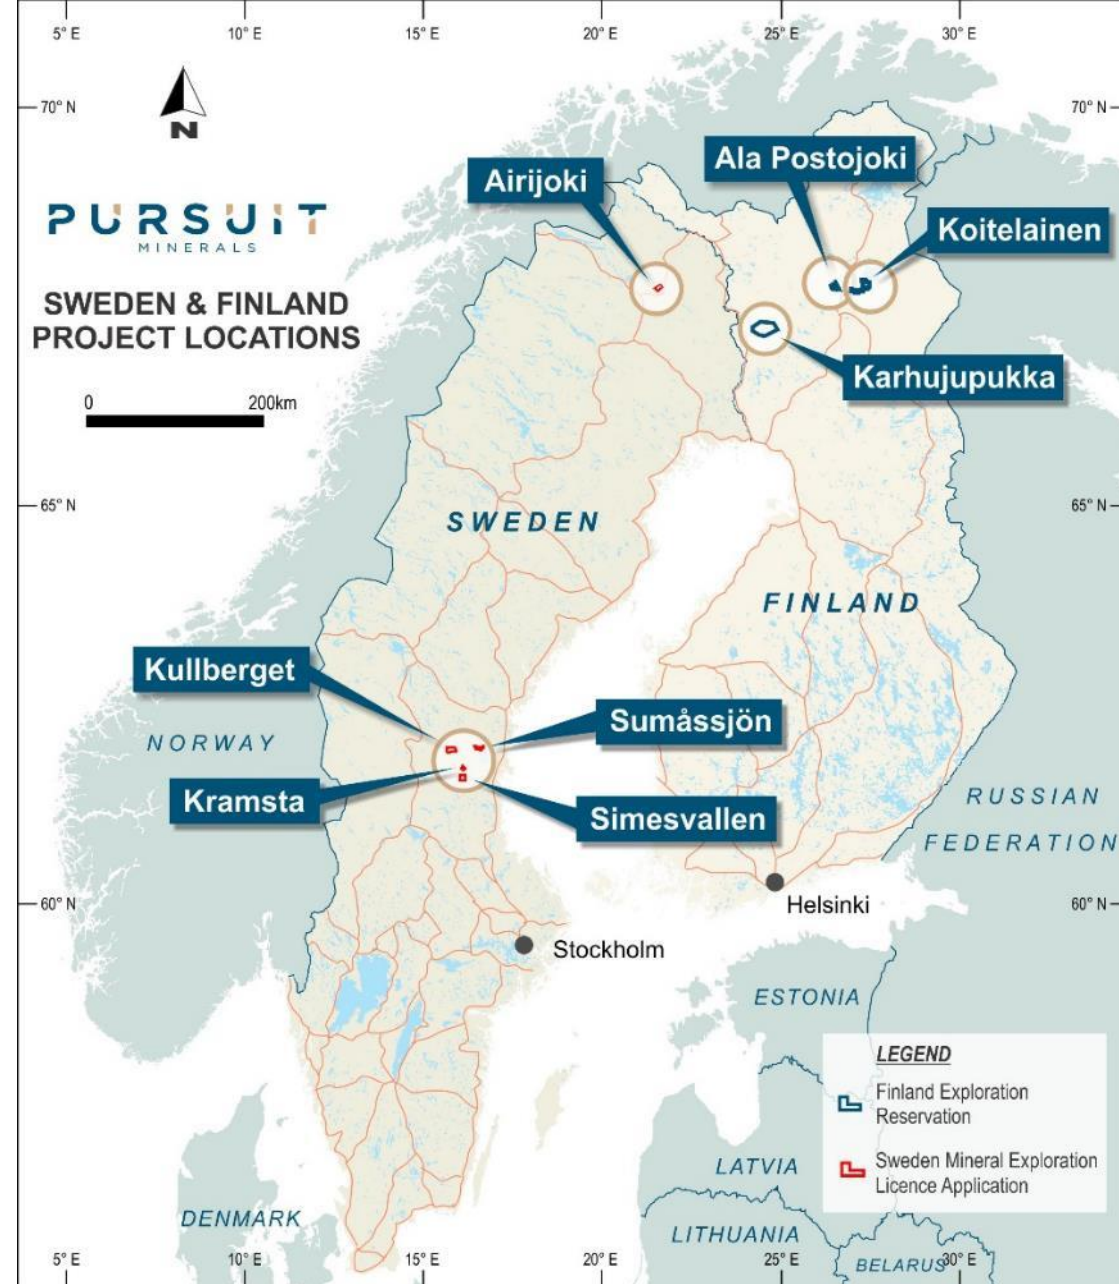 5° E
10° E
15° E
20° E
25° E
30° E
70° N
70° N
N
Ala Postojoki
Airijoki
PURSUIT
MINERALS
Koitelainen
SWEDEN & FINLAND
PROJECT LOCATIONS
Karhujupukka
0
200km
65° N
65° N
SWEDEN
FINLAND
Kullberget
Sumåssjön
NORWAY
Kramsta
Simesvallen
RUSSIAN
FEDERATION
60° N
60° N
Helsinki
Stockholm
ESTONIA
LEGEND
Finland Exploration
Reservation
Sweden Mineral Exploration
Licence Application
LATVIA
DENMARK
LITHUANIA
BELARUS
5° E
10° E
15° E
20° E
25° E
30° E